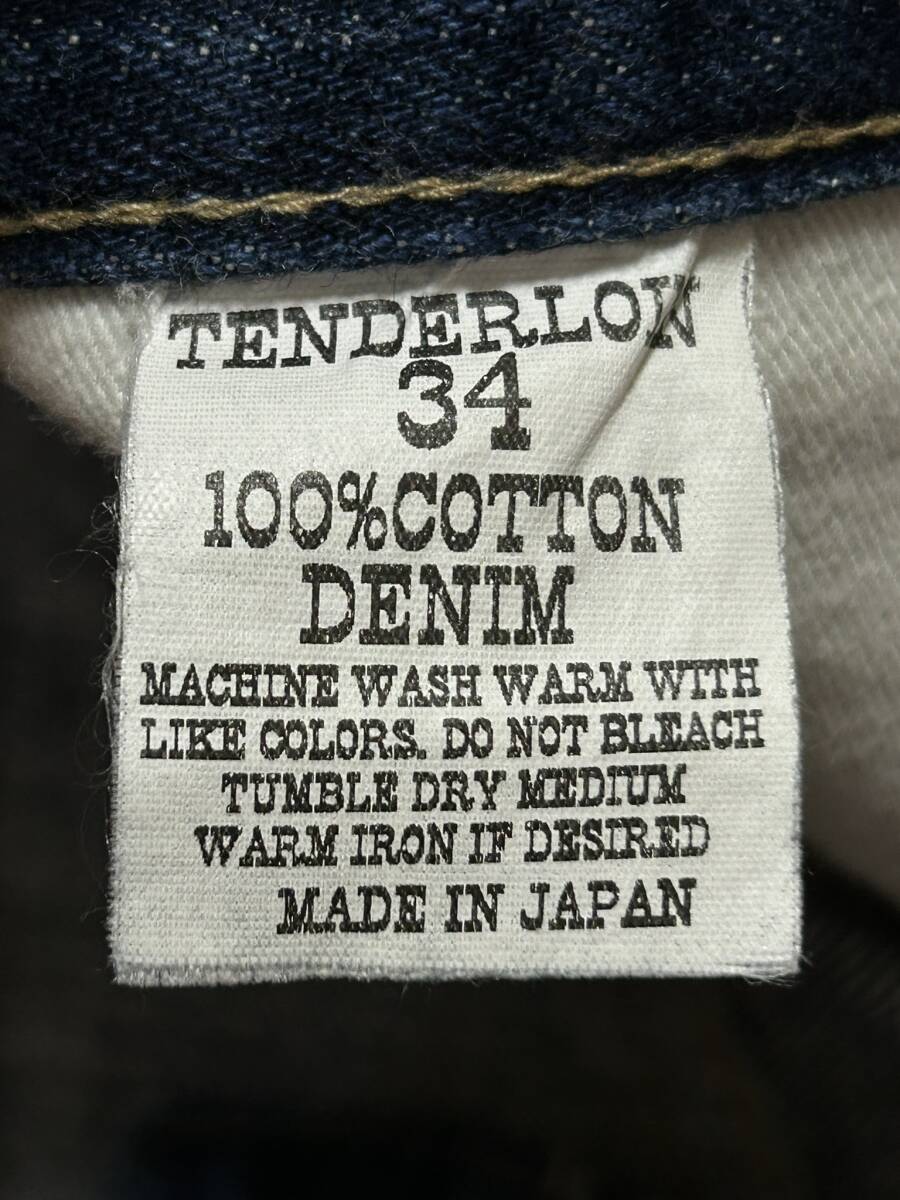 TENDERLOIN
34
100%COTTON
DENIM
MACHINE WASH WARM WITH
LIKE COLORS. DO NOT BLEACH
TUMBLE DRY MEDIUM
WARM IRON IF DESIRED
MADE IN JAPAN